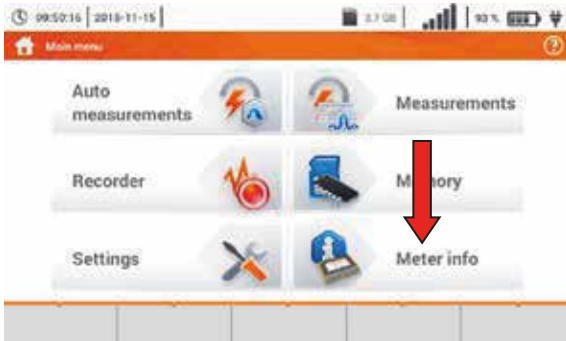 09:50:16 2018-11-15 3.7 GB 93 %
Main menu
Auto
measurements
Measurements
Recorder
Settings
Meter info